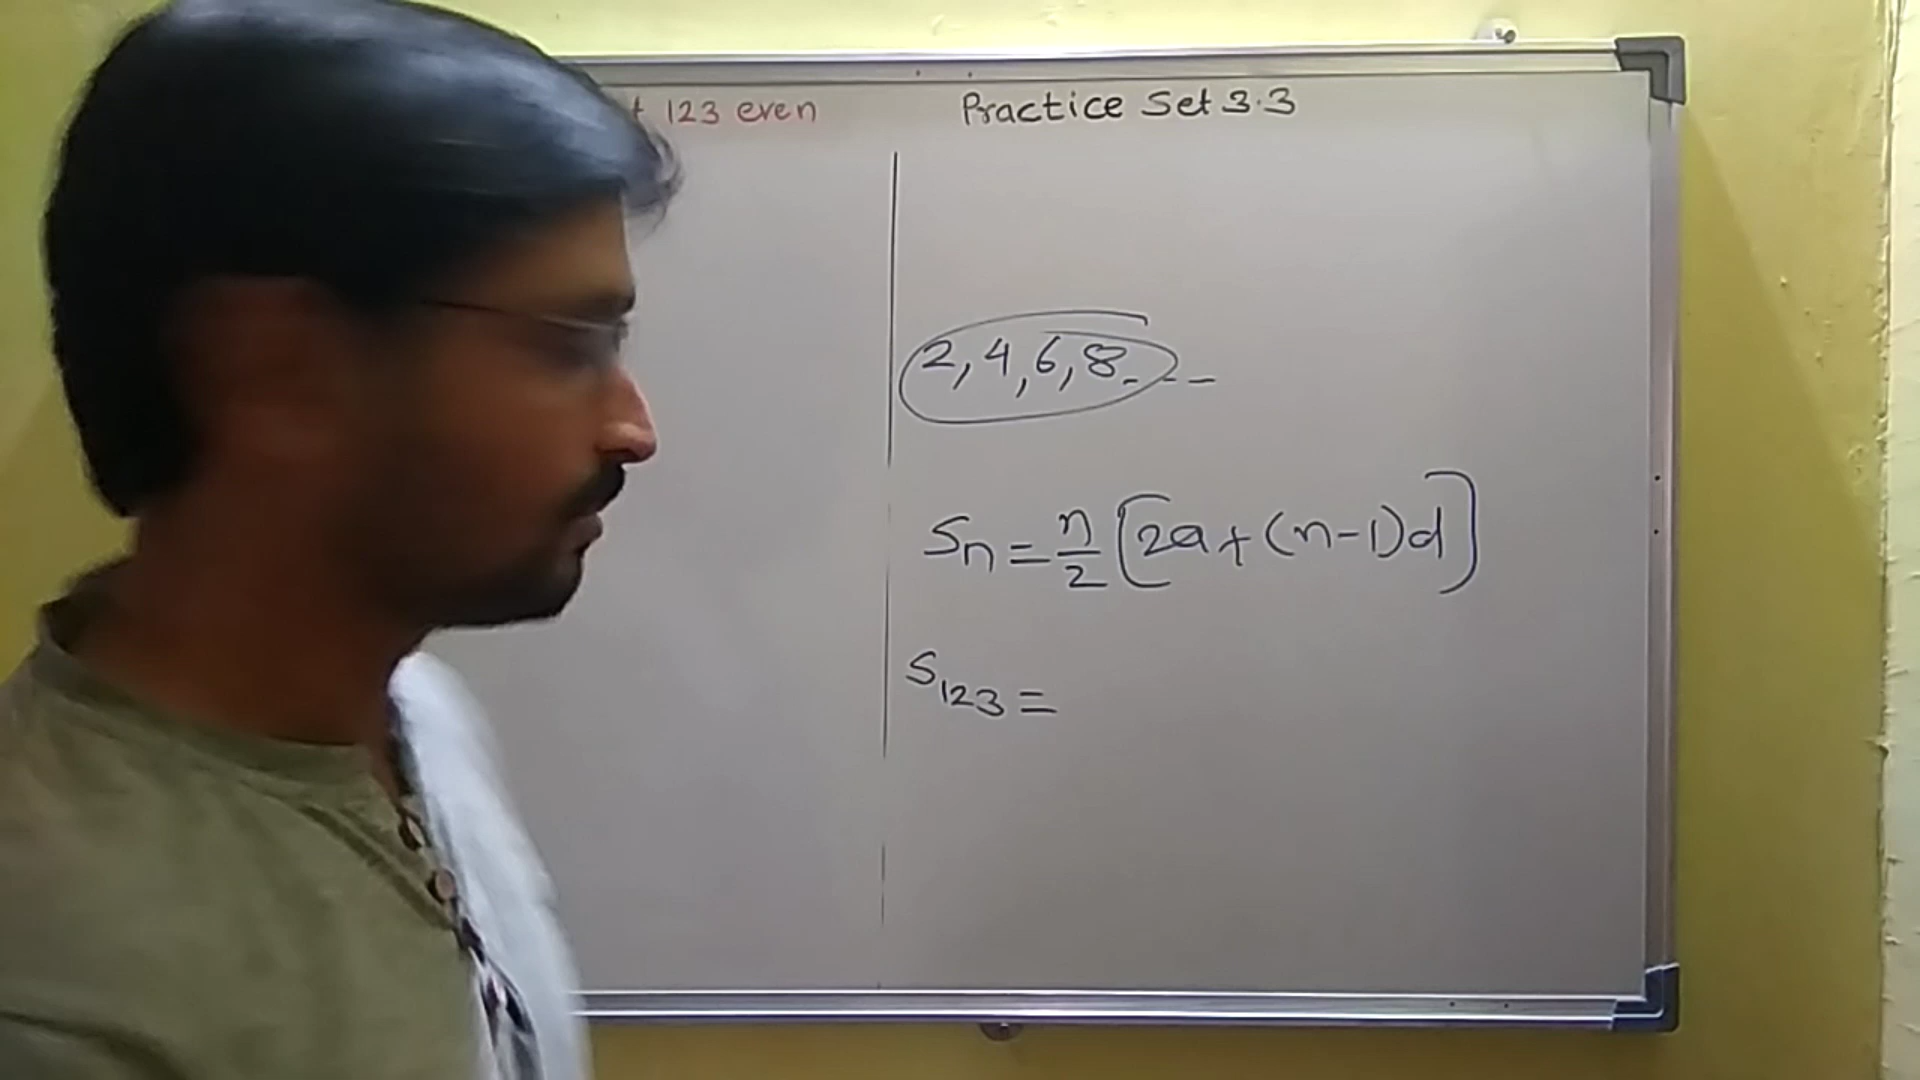 123 even
Practice Set 3.3
2, 4, 6, 8 - - -
Sn = n/2 [2a + (n-1)d]
S123 =